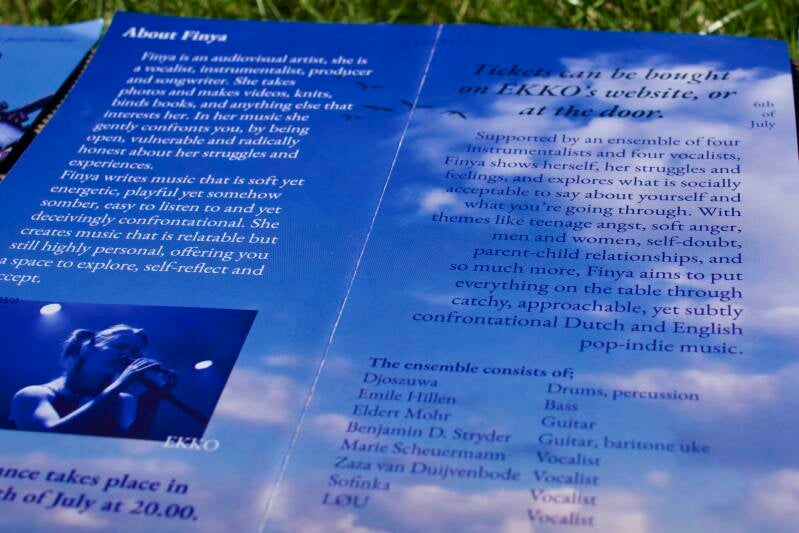 About Finya
Finya is an audiovisual artist, she is
a vocalist, instrumentalist, producer
and songwriter. She takes
photos and makes videos, knits,
binds books, and anything else that
interests her. In her music she
gently confronts you, by being
open, vulnerable and radically
honest about her struggles and
experiences.
Finya writes music that is soft yet
energetic, playful yet somehow
somber, easy to listen to and yet
deceivingly confrontational. She
creates music that is relatable but
still highly personal, offering you
a space to explore, self-reflect and
ccept.
EKKO
ance takes place in
th of July at 20.00.
Tickets can be bought
on EKKO's website, or
at the door.
6th
of
July
Supported by an ensemble of four
instrumentalists and four vocalists,
Finya shows herself, her struggles and
feelings, and explores what is socially
acceptable to say about yourself and
what you're going through. With
themes like teenage angst, soft anger,
men and women, self-doubt,
parent-child relationships, and
so much more, Finya aims to put
everything on the table through
catchy, approachable, yet subtly
confrontational Dutch and English
pop-indie music.
The ensemble consists of:
Djoszuwa Drums, percussion
Emile Hillen Bass
Eldert Mohr Guitar
Benjamin D. Stryder Guitar, baritone uke
Marie Scheuermann Vocalist
Zaza van Duijvenbode Vocalist
Sofinka Vocalist
LØU Vocalist